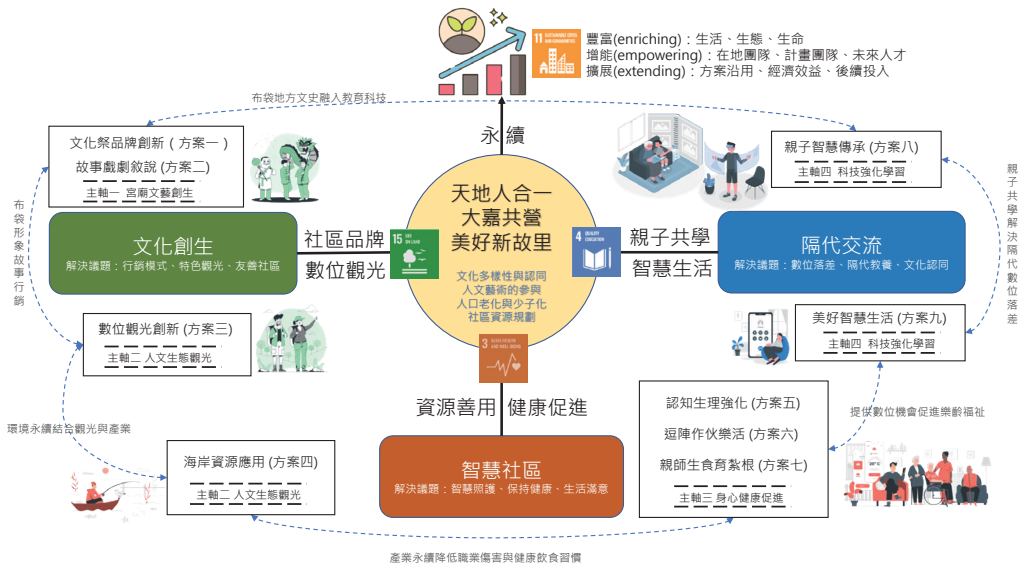 11 SUSTAINABLE CITIES AND COMMUNITIES
豐富(enriching)：生活、生態、生命
增能(empowering)：在地團隊、計畫團隊、未來人才
擴展(extending)：方案沿用、經濟效益、後續投入
布袋地方文史融入教育科技
永續
文化祭品牌創新 ( 方案一 )
故事戲劇敘說 (方案二)
主軸一 宮廟文藝創生
親子智慧傳承 (方案八)
主軸四 科技強化學習
布袋形象故事行銷
親子共學解決隔代數位落差
天地人合一
大嘉共營
美好新故里
文化多樣性與認同
人文藝術的參與
人口老化與少子化
社區資源規劃
文化創生
解決議題：行銷模式、特色觀光、友善社區
社區品牌
數位觀光
15 LIFE ON LAND
4 QUALITY EDUCATION
親子共學
智慧生活
隔代交流
解決議題：數位落差、隔代教養、文化認同
數位觀光創新 (方案三)
主軸二 人文生態觀光
美好智慧生活 (方案九)
主軸四 科技強化學習
3 GOOD HEALTH AND WELL-BEING
資源善用 健康促進
認知生理強化 (方案五)
逗陣作伙樂活 (方案六)
親師生食育紮根 (方案七)
主軸三 身心健康促進
提供數位機會促進樂齡福祉
環境永續結合觀光與產業
海岸資源應用 (方案四)
主軸二 人文生態觀光
智慧社區
解決議題：智慧照護、保持健康、生活滿意
產業永續降低職業傷害與健康飲食習慣